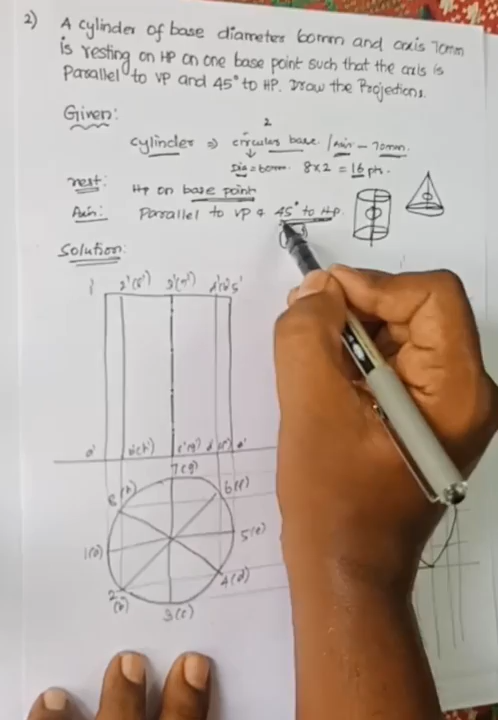 2) A cylinder of base diameter 60mm and axis 70mm
is resting on HP on one base point such that the axis is
Parallel to VP and 45° to HP. Draw the Projections.
Given:
2
cylinder ⇒ circular base / Axis - 70mm.
Dia = 60mm. 8x2 = 16 pts.
rest: HP on base point
Axis: Parallel to VP & 45° to HP.
Solution:
1' 2'(8') 3'(7') 5'
a' b'(h') c'(g') e'
7(g)
8(h) 6(f)
1(a) 5(e)
2(b) 4(d)
3(c)